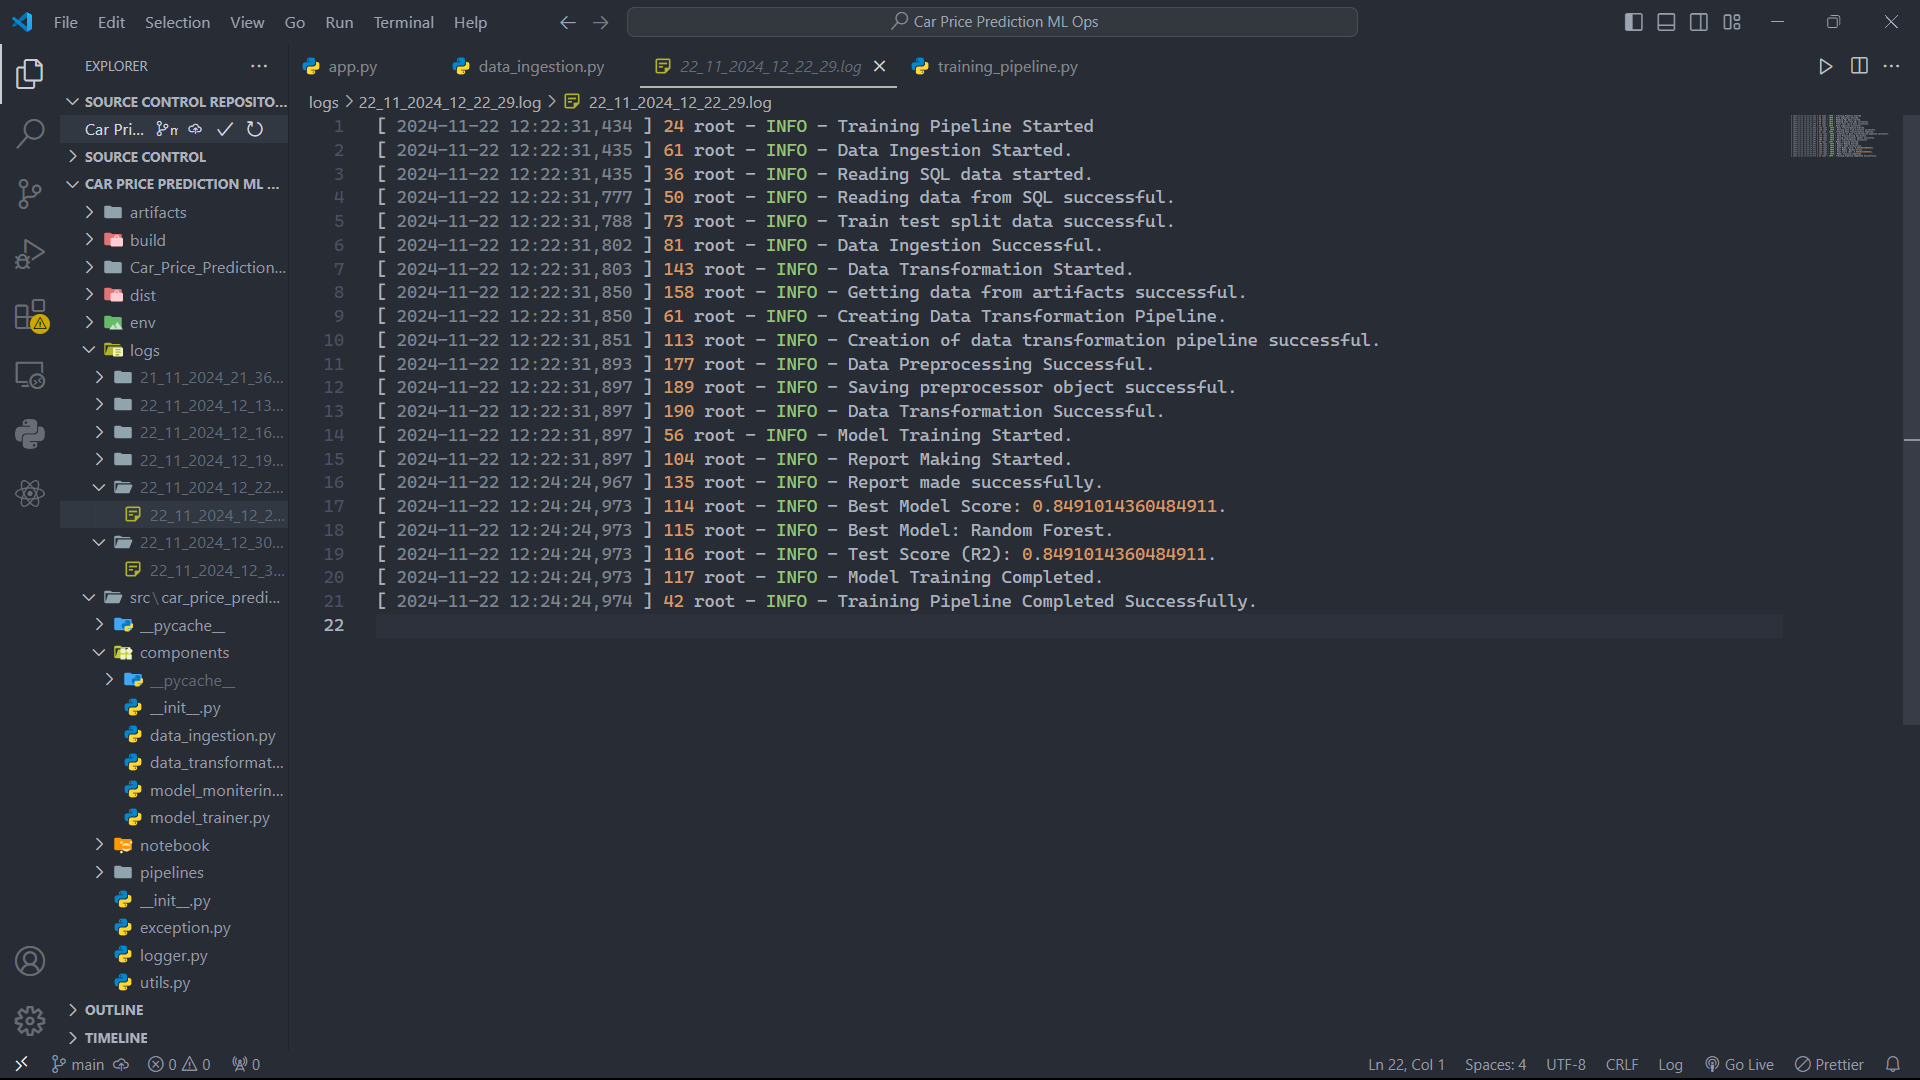 File Edit Selection View Go Run Terminal Help
Car Price Prediction ML Ops
EXPLORER
SOURCE CONTROL REPOSITO...
Car Pri...
SOURCE CONTROL
CAR PRICE PREDICTION ML ...
artifacts
build
Car_Price_Prediction...
dist
env
logs
21_11_2024_21_36...
22_11_2024_12_13...
22_11_2024_12_16...
22_11_2024_12_19...
22_11_2024_12_22...
22_11_2024_12_2...
22_11_2024_12_30...
22_11_2024_12_3...
src\car_price_predi...
__pycache__
components
__pycache__
__init__.py
data_ingestion.py
data_transformat...
model_moniterin...
model_trainer.py
notebook
pipelines
__init__.py
exception.py
logger.py
utils.py
OUTLINE
TIMELINE
app.py data_ingestion.py 22_11_2024_12_22_29.log training_pipeline.py
logs > 22_11_2024_12_22_29.log > 22_11_2024_12_22_29.log
1 [ 2024-11-22 12:22:31,434 ] 24 root - INFO - Training Pipeline Started
2 [ 2024-11-22 12:22:31,435 ] 61 root - INFO - Data Ingestion Started.
3 [ 2024-11-22 12:22:31,435 ] 36 root - INFO - Reading SQL data started.
4 [ 2024-11-22 12:22:31,777 ] 50 root - INFO - Reading data from SQL successful.
5 [ 2024-11-22 12:22:31,788 ] 73 root - INFO - Train test split data successful.
6 [ 2024-11-22 12:22:31,802 ] 81 root - INFO - Data Ingestion Successful.
7 [ 2024-11-22 12:22:31,803 ] 143 root - INFO - Data Transformation Started.
8 [ 2024-11-22 12:22:31,850 ] 158 root - INFO - Getting data from artifacts successful.
9 [ 2024-11-22 12:22:31,850 ] 61 root - INFO - Creating Data Transformation Pipeline.
10 [ 2024-11-22 12:22:31,851 ] 113 root - INFO - Creation of data transformation pipeline successful.
11 [ 2024-11-22 12:22:31,893 ] 177 root - INFO - Data Preprocessing Successful.
12 [ 2024-11-22 12:22:31,897 ] 189 root - INFO - Saving preprocessor object successful.
13 [ 2024-11-22 12:22:31,897 ] 190 root - INFO - Data Transformation Successful.
14 [ 2024-11-22 12:22:31,897 ] 56 root - INFO - Model Training Started.
15 [ 2024-11-22 12:22:31,897 ] 104 root - INFO - Report Making Started.
16 [ 2024-11-22 12:24:24,967 ] 135 root - INFO - Report made successfully.
17 [ 2024-11-22 12:24:24,973 ] 114 root - INFO - Best Model Score: 0.8491014360484911.
18 [ 2024-11-22 12:24:24,973 ] 115 root - INFO - Best Model: Random Forest.
19 [ 2024-11-22 12:24:24,973 ] 116 root - INFO - Test Score (R2): 0.8491014360484911.
20 [ 2024-11-22 12:24:24,973 ] 117 root - INFO - Model Training Completed.
21 [ 2024-11-22 12:24:24,974 ] 42 root - INFO - Training Pipeline Completed Successfully.
22
main 0 0 0 Ln 22, Col 1 Spaces: 4 UTF-8 CRLF Log Go Live Prettier